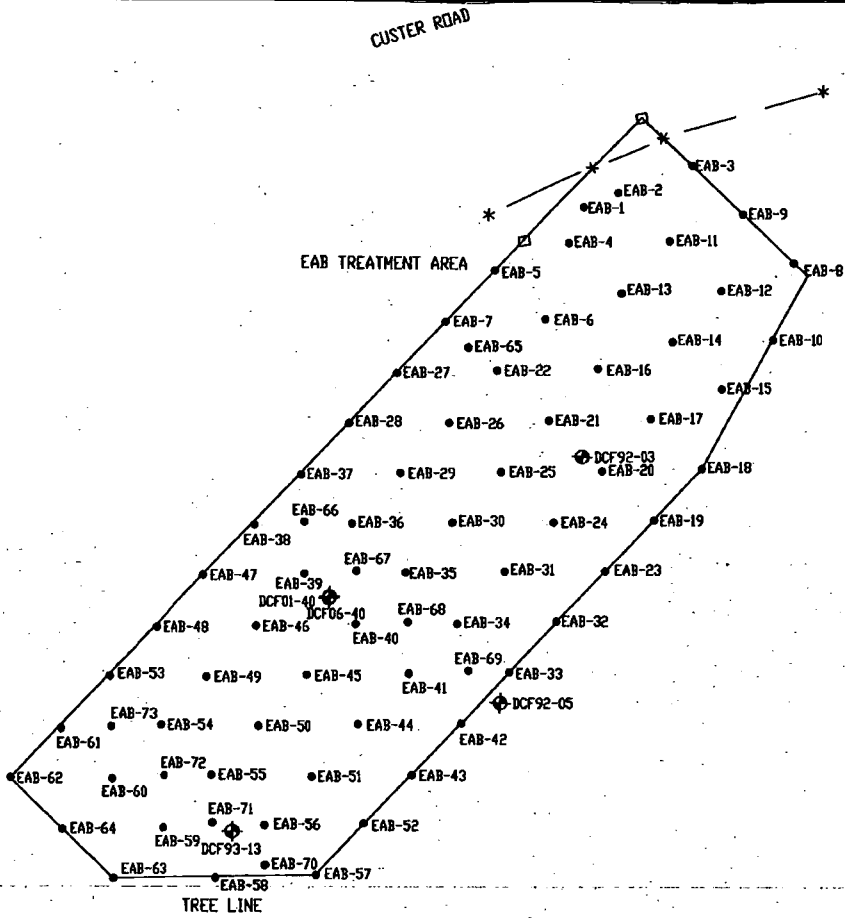 CUSTER ROAD
EAB-3
EAB-2
EAB-1
EAB-9
EAB-4
EAB-11
EAB TREATMENT AREA
EAB-5
EAB-8
EAB-13
EAB-12
EAB-7
EAB-6
EAB-65
EAB-14
EAB-10
EAB-27
EAB-22
EAB-16
EAB-15
EAB-28
EAB-26
EAB-21
EAB-17
DCF92-03
EAB-37
EAB-29
EAB-25
EAB-20
EAB-18
EAB-66
EAB-38
EAB-36
EAB-30
EAB-24
EAB-19
EAB-67
EAB-47
EAB-39
EAB-35
EAB-31
EAB-23
DCF01-40
DCF06-40
EAB-68
EAB-48
EAB-46
EAB-40
EAB-34
EAB-32
EAB-69
EAB-53
EAB-49
EAB-45
EAB-41
EAB-33
DCF92-05
EAB-73
EAB-61
EAB-54
EAB-50
EAB-44
EAB-42
EAB-72
EAB-62
EAB-60
EAB-55
EAB-51
EAB-43
EAB-71
EAB-64
EAB-59
EAB-56
EAB-52
DCF93-13
EAB-70
EAB-63
EAB-58
EAB-57
TREE LINE